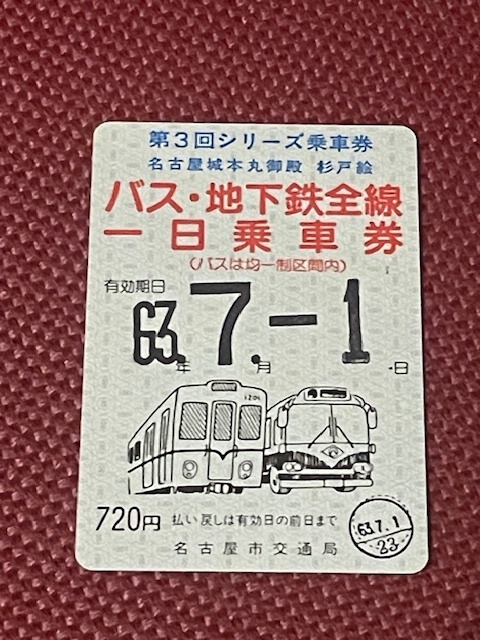 第3回シリーズ乗車券
名古屋城本丸御殿 杉戸絵
バス・地下鉄全線
一日乗車券
(バスは均一制区間内)
有効期日
63.年 7.月-1 日
1201
720円 払い戻しは有効日の前日まで
名古屋市交通局
63.7.1
23